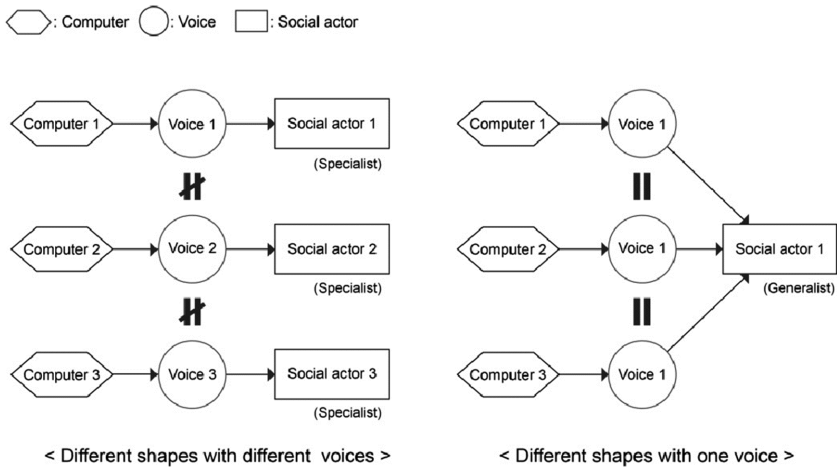 : Computer : Voice : Social actor
Computer 1 Voice 1 Social actor 1
(Specialist)
Computer 2 Voice 2 Social actor 2
(Specialist)
Computer 3 Voice 3 Social actor 3
(Specialist)
< Different shapes with different voices >
Computer 1 Voice 1
Computer 2 Voice 1 Social actor 1
(Generalist)
Computer 3 Voice 1
< Different shapes with one voice >